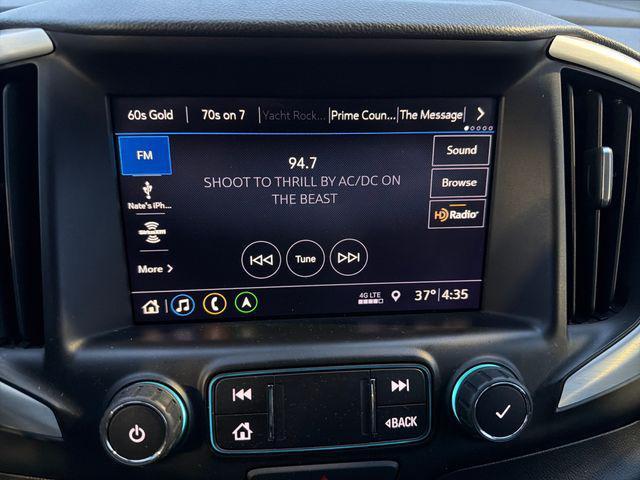 60s Gold 70s on 7 Yacht Rock... Prime Coun... The Message
FM
Nate's iPh...
SiriusXM
More
94.7
SHOOT TO THRILL BY AC/DC ON
THE BEAST
Tune
Sound
Browse
HD Radio
4G LTE 37° 4:35
BACK